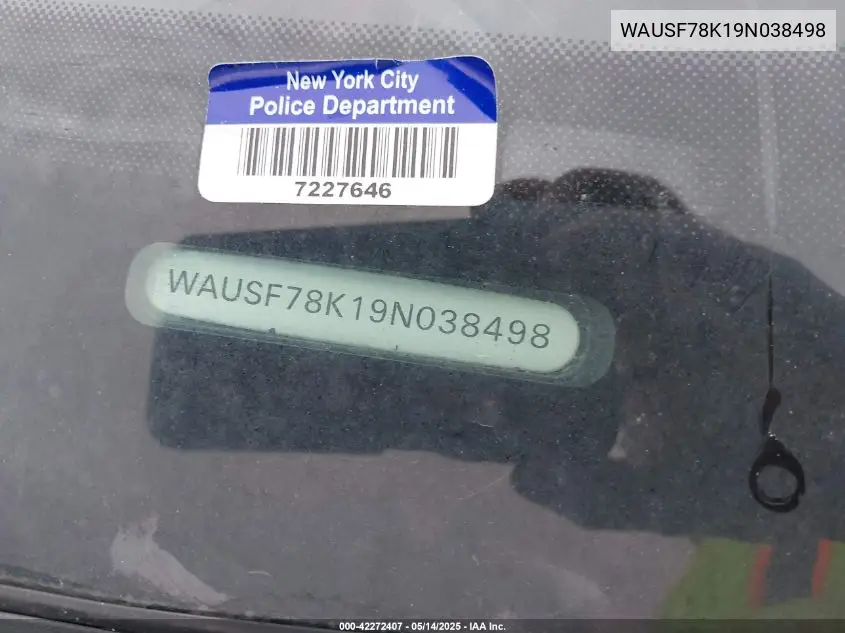 WAUSF78K19N038498
New York City
Police Department
7227646
WAUSF78K19N038498
000-42272407 - 05/14/2025 - IAA Inc.